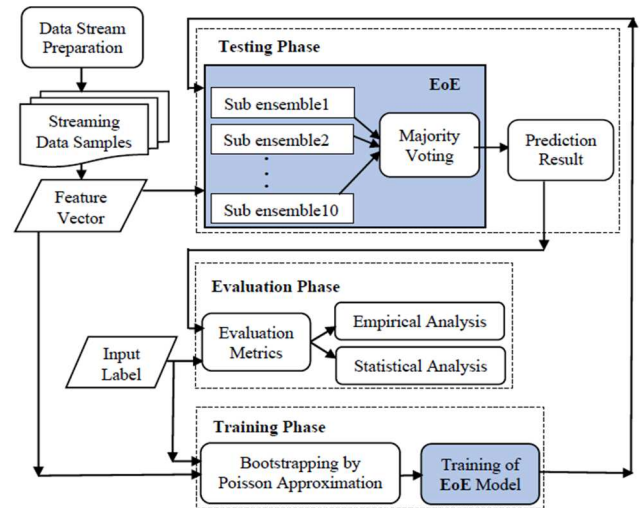 Data Stream
Preparation
Streaming
Data Samples
Feature
Vector
Testing Phase
EoE
Sub ensemble1
Sub ensemble2
Sub ensemble10
Majority
Voting
Prediction
Result
Evaluation Phase
Evaluation
Metrics
Empirical Analysis
Statistical Analysis
Input
Label
Training Phase
Bootstrapping by
Poisson Approximation
Training of
EoE Model